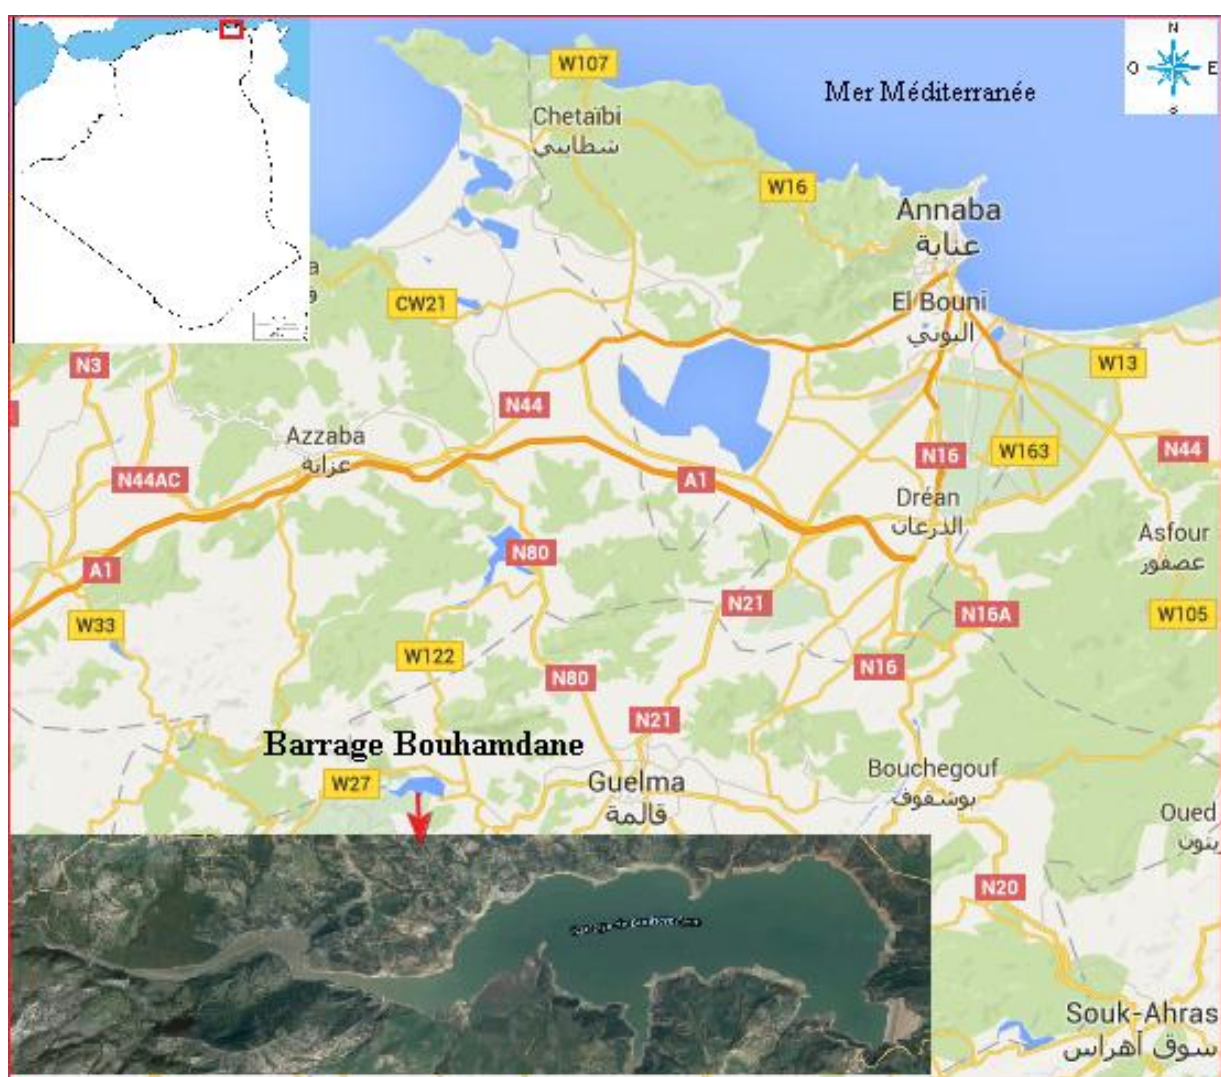 N
O E
S
Mer Méditerranée
W107
Chetaïbi
شطايبي
W16
Annaba
عنابة
CW21
El Bouni
البوني
N3
W13
N44
Azzaba
عزابة
N16
W163
N44
N44AC
A1
Dréan
الدرعان
Asfour
عصفور
N80
A1
N21
N16A
W105
W33
W122
N16
N80
N21
Barrage Bouhamdane
W27
Guelma
ڨالمة
Bouchegouf
بوشقوف
Oued
يتون
N20
Souk-Ahras
سوق أهراس